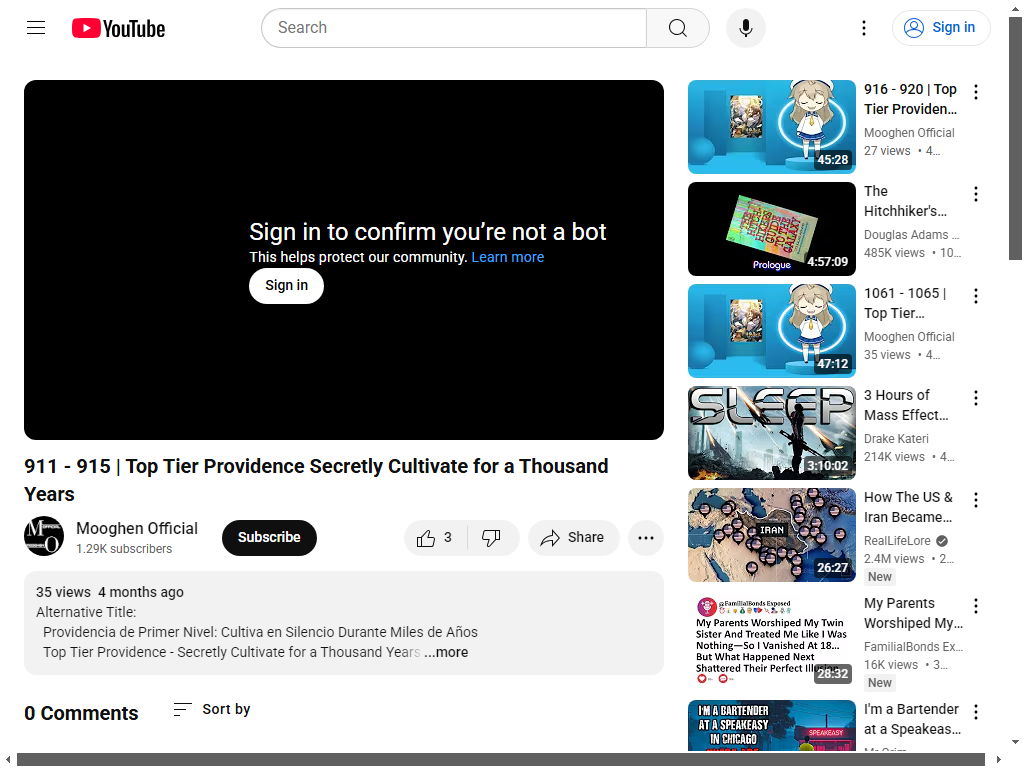 YouTube
Search
Sign in
Sign in to confirm you're not a bot
This helps protect our community. Learn more
Sign in
911 - 915 | Top Tier Providence Secretly Cultivate for a Thousand
Years
Mooghen Official
1.29K subscribers
Subscribe
3
Share
35 views 4 months ago
Alternative Title:
Providencia de Primer Nivel: Cultiva en Silencio Durante Miles de Años
Top Tier Providence - Secretly Cultivate for a Thousand Years ...more
0 Comments
Sort by
45:28
916 - 920 | Top
Tier Providen...
Mooghen Official
27 views • 4...
THE HITCHHIKER'S GUIDE TO THE GALAXY
Prologue
4:57:09
The
Hitchhiker's...
Douglas Adams ...
485K views • 10...
47:12
1061 - 1065 |
Top Tier...
Mooghen Official
35 views • 4...
SLEEP
3:10:02
3 Hours of
Mass Effect...
Drake Kateri
214K views • 4...
IRAN
26:27
How The US &
Iran Became...
RealLifeLore
2.4M views • 2...
New
@FamilialBonds Exposed
My Parents Worshiped My Twin
Sister And Treated Me Like I Was
Nothing—So I Vanished At 18...
But What Happened Next
Shattered Their Perfect Illusion
28:32
My Parents
Worshiped My...
FamilialBonds Ex...
16K views • 3...
New
I'M A BARTENDER
AT A SPEAKEASY
IN CHICAGO
SPEAKEASY
I'm a Bartender
at a Speakeas...